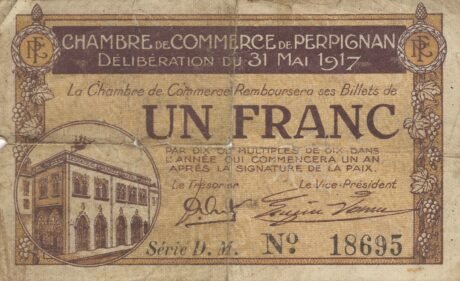 CHAMBRE DE COMMERCE DE PERPIGNAN
DÉLIBÉRATION DU 31 MAI 1917
La Chambre de Commerce Remboursera ses Billets de
UN FRANC
PAR DIX OU MULTIPLES DE DIX DANS
L'ANNÉE QUI COMMENCERA UN AN
APRÈS LA SIGNATURE DE LA PAIX.
Le Trésorier Le Vice-Président
Série D. M. No 18695